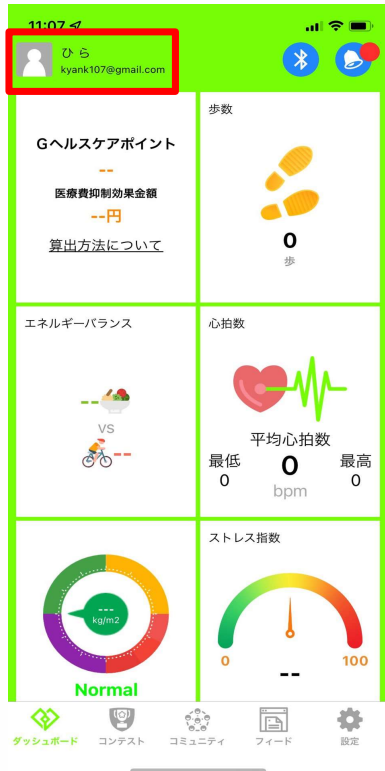 11:07
ひ ら
kyank107@gmail.com
Gヘルスケアポイント
--
医療費抑制効果金額
--円
算出方法について
歩数
0
歩
エネルギーバランス
--
vs
--
心拍数
平均心拍数
最低
0
0
bpm
最高
0
---
kg/m2
Normal
ストレス指数
0
100
--
ダッシュボード
コンテスト
コミュニティ
フィード
設定